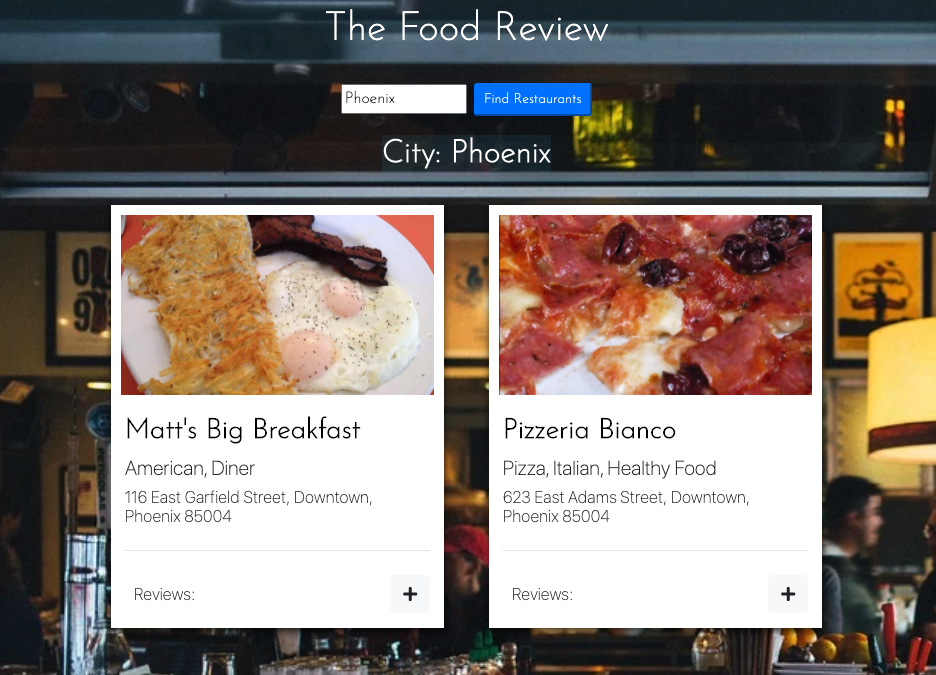 The Food Review
Phoenix
Find Restaurants
City: Phoenix
Matt's Big Breakfast
American, Diner
116 East Garfield Street, Downtown,
Phoenix 85004
Reviews:
+
Pizzeria Bianco
Pizza, Italian, Healthy Food
623 East Adams Street, Downtown,
Phoenix 85004
Reviews:
+